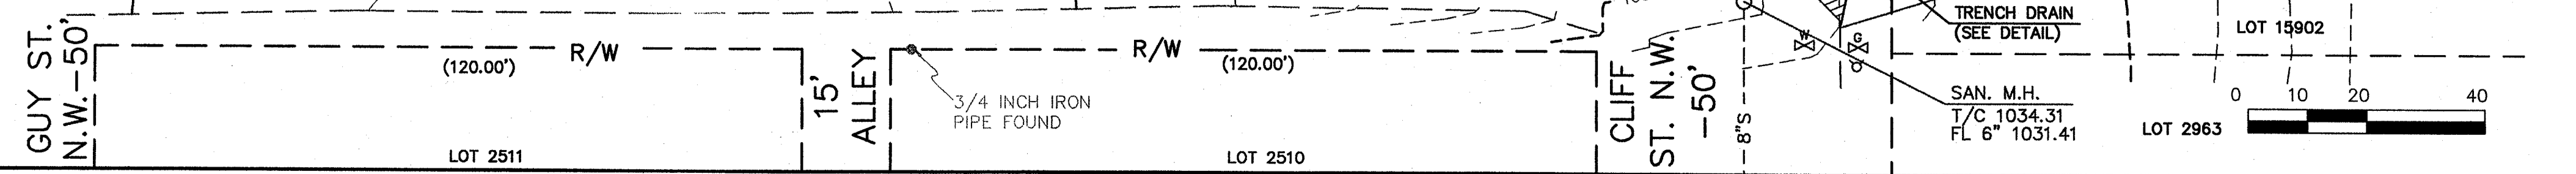 GUY ST.
N.W.-50'
R/W
(120.00')
LOT 2511
15'
ALLEY
3/4 INCH IRON
PIPE FOUND
R/W
(120.00')
LOT 2510
CLIFF
ST. N.W.
-50'
8"S
W
G
TRENCH DRAIN
(SEE DETAIL)
SAN. M.H.
T/C 1034.31
FL 6" 1031.41
LOT 15902
LOT 2963
0 10 20 40